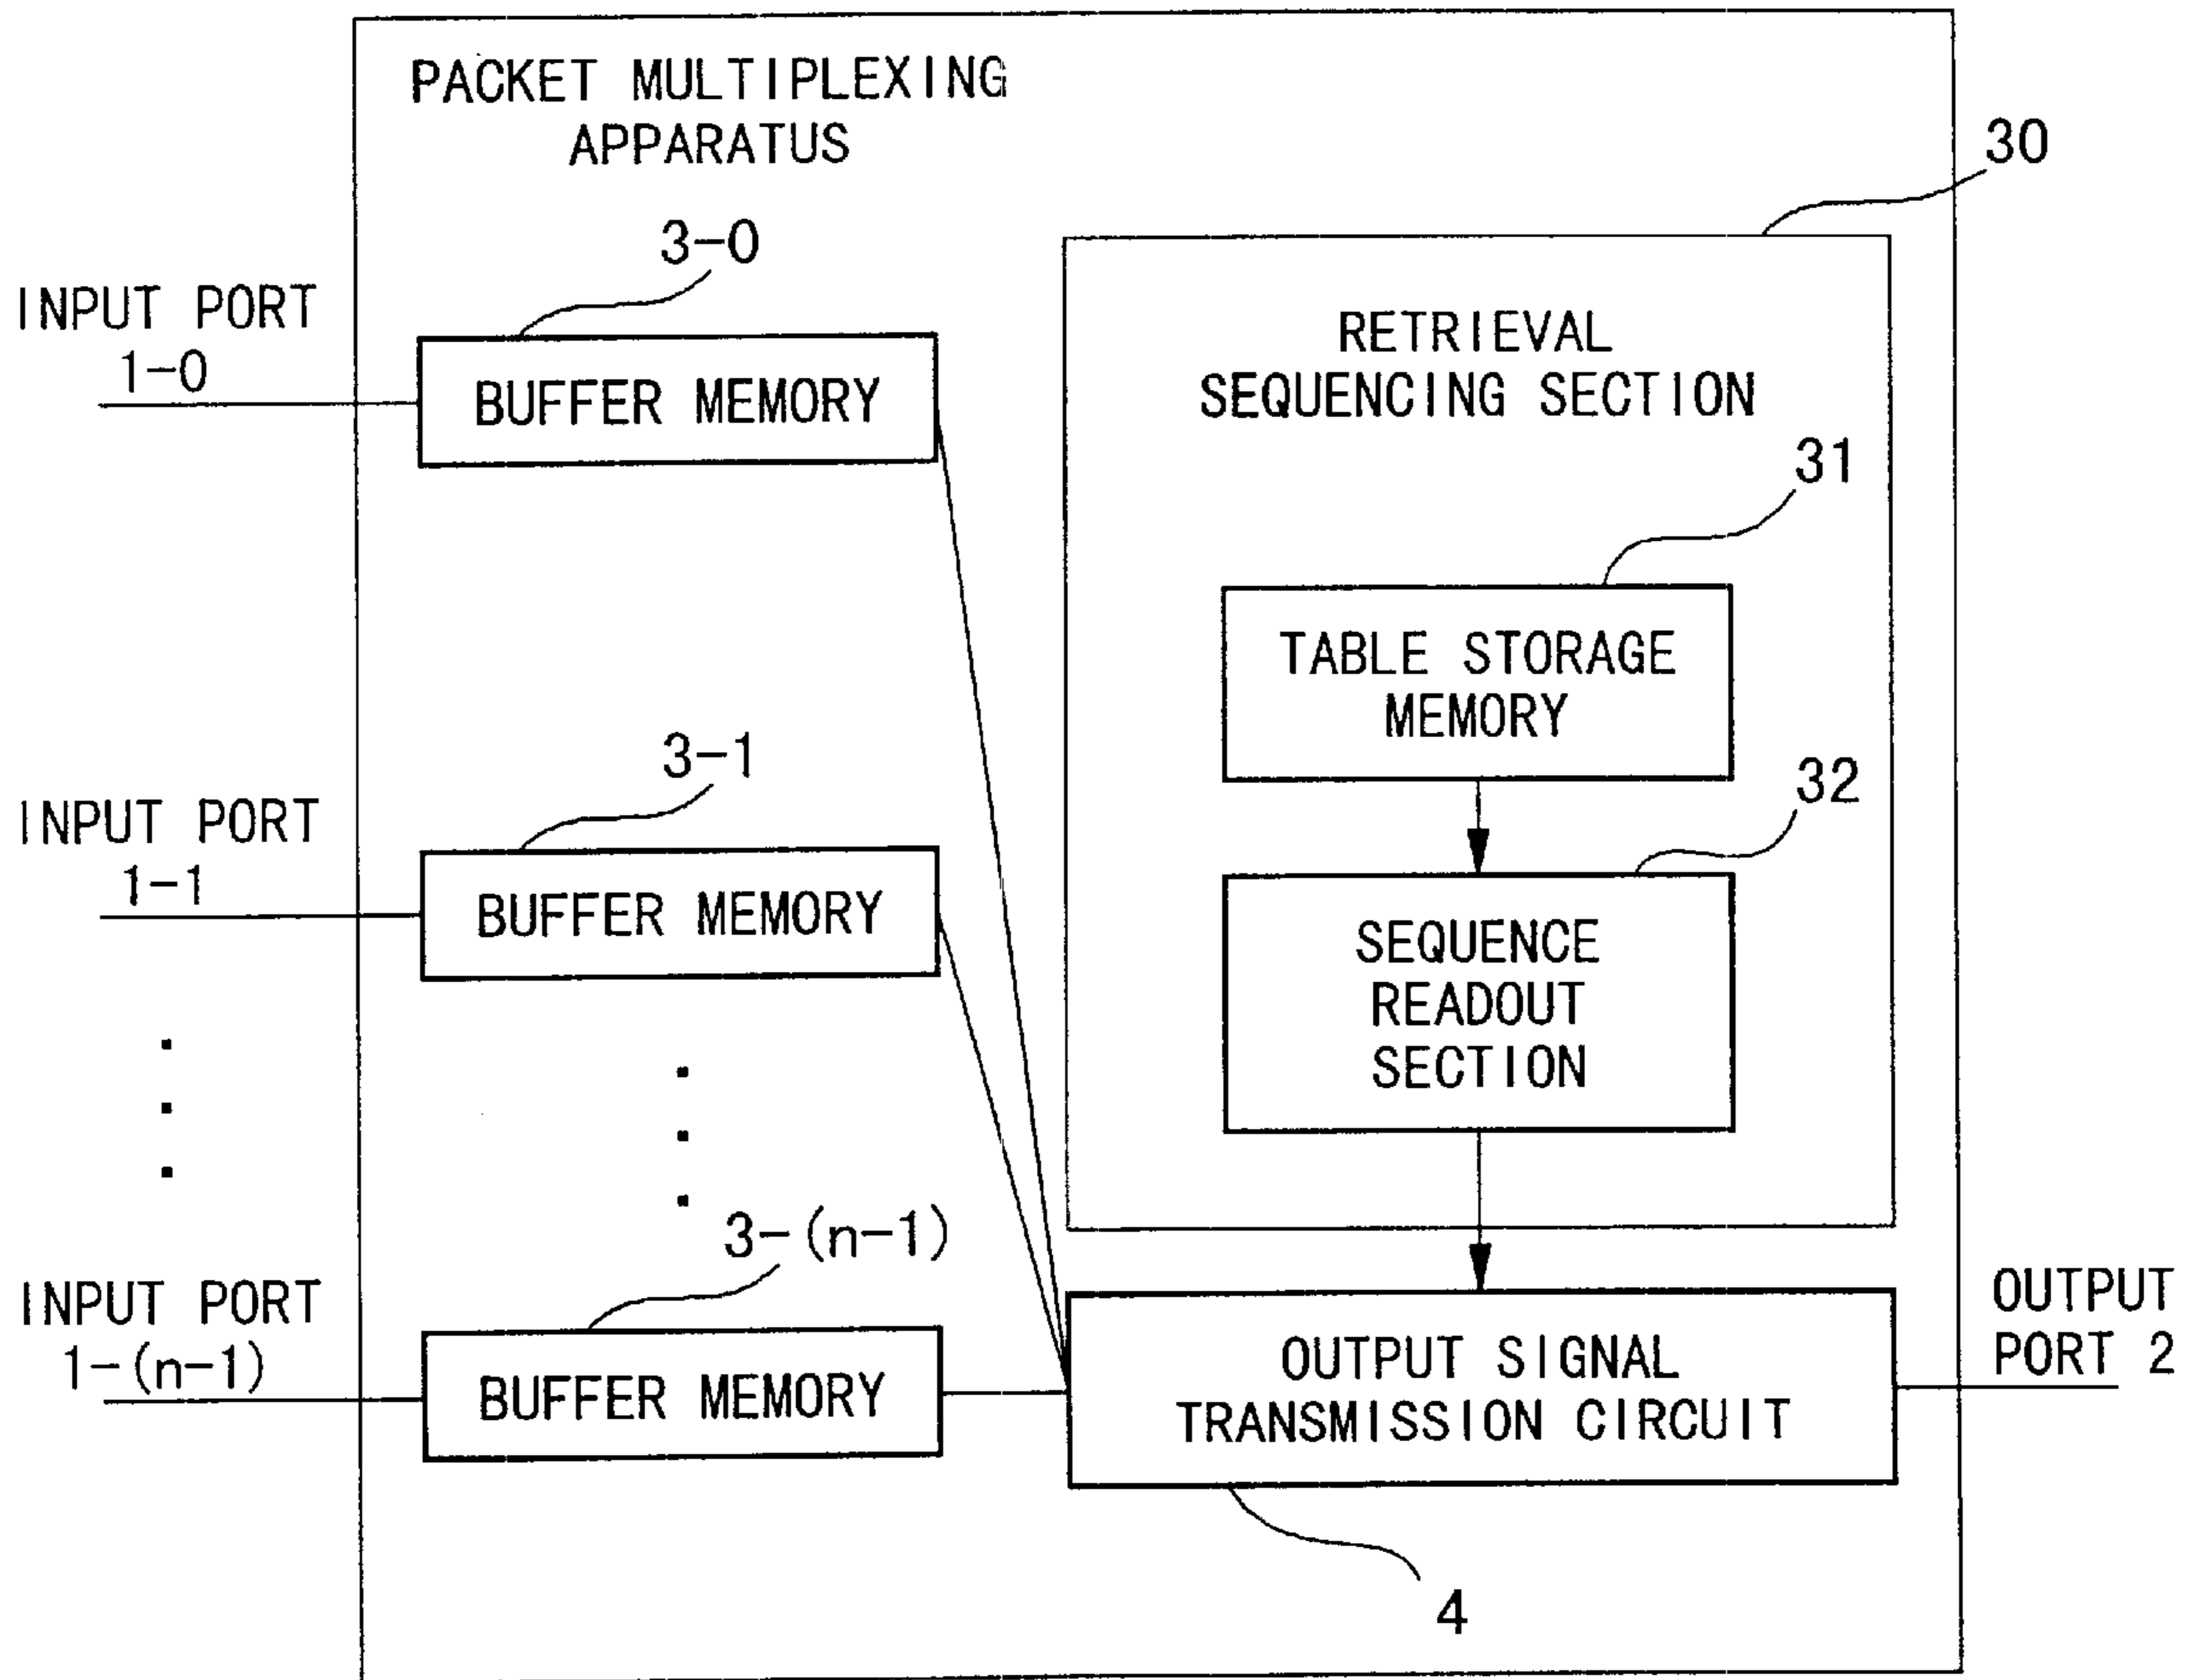 PACKET MULTIPLEXING
APPARATUS
30
3-0
INPUT PORT
1-0
BUFFER MEMORY
RETRIEVAL
SEQUENCING SECTION
31
TABLE STORAGE
MEMORY
3-1
32
INPUT PORT
1-1
BUFFER MEMORY
SEQUENCE
READOUT
SECTION
3-(n-1)
INPUT PORT
1-(n-1)
BUFFER MEMORY
OUTPUT SIGNAL
TRANSMISSION CIRCUIT
OUTPUT
PORT 2
4